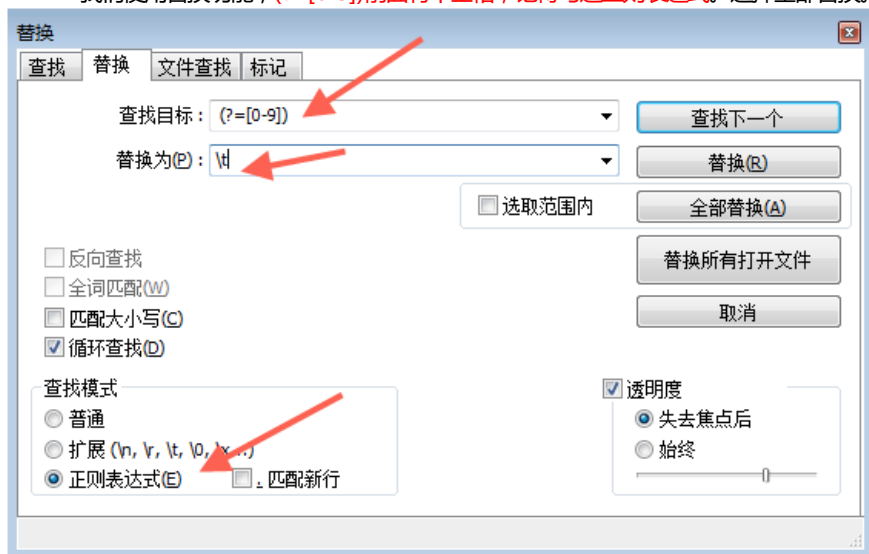 替换
查找 替换 文件查找 标记
查找目标： (?=[0-9])
查找下一个
替换为(P)： \t
替换(R)
选取范围内
全部替换(A)
替换所有打开文件
反向查找
全词匹配(W)
匹配大小写(C)
取消
循环查找(D)
查找模式
透明度
普通
失去焦点后
扩展 (\n, \r, \t, \0, \x...)
始终
正则表达式(E)
. 匹配新行